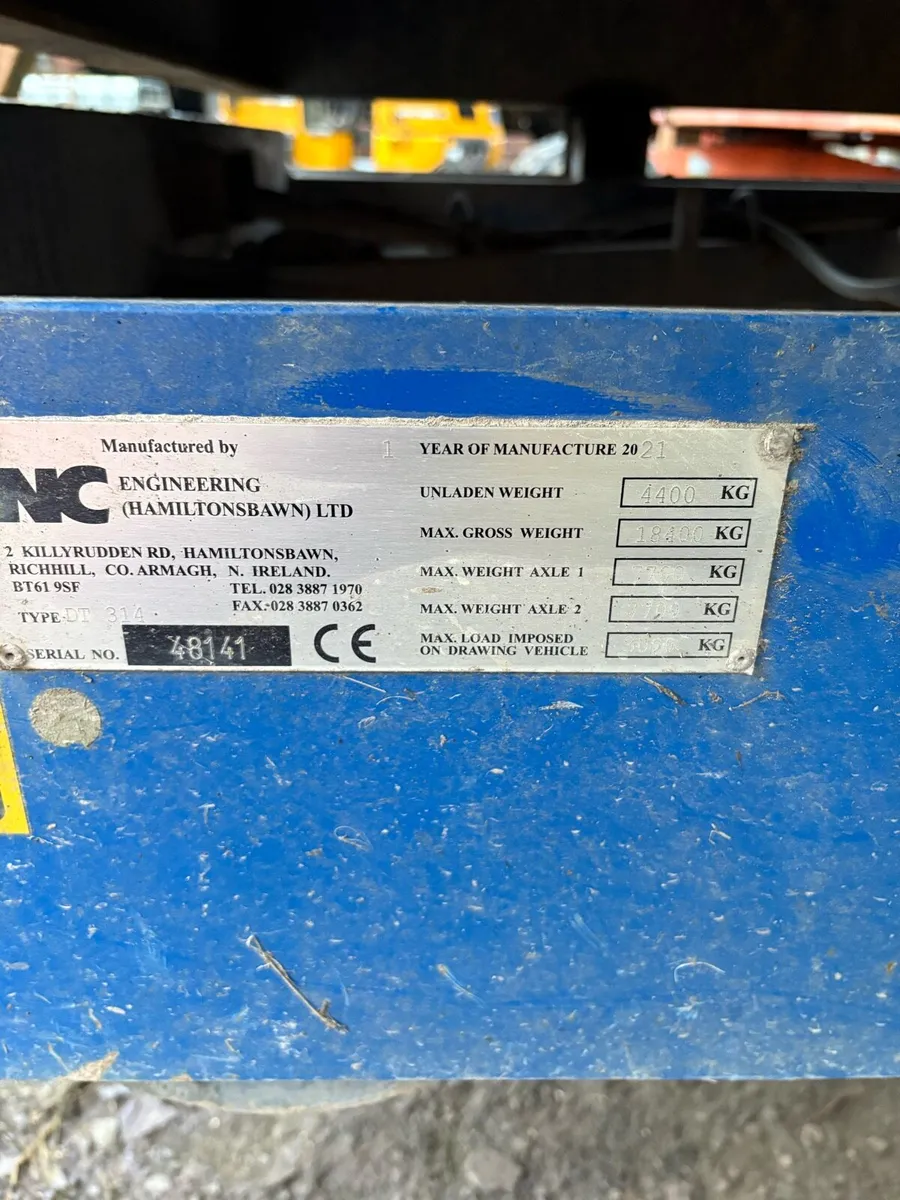 Manufactured by
NC ENGINEERING
(HAMILTONSBAWN) LTD
2 KILLYRUDDEN RD, HAMILTONSBAWN,
RICHHILL, CO. ARMAGH, N. IRELAND.
BT61 9SF TEL. 028 3887 1970
FAX. 028 3887 0362
TYPE DT 314
SERIAL NO. 48141 CE
1 YEAR OF MANUFACTURE 2021
UNLADEN WEIGHT 4400 KG
MAX. GROSS WEIGHT 18400 KG
MAX. WEIGHT AXLE 1 KG
MAX. WEIGHT AXLE 2 KG
MAX. LOAD IMPOSED
ON DRAWING VEHICLE KG